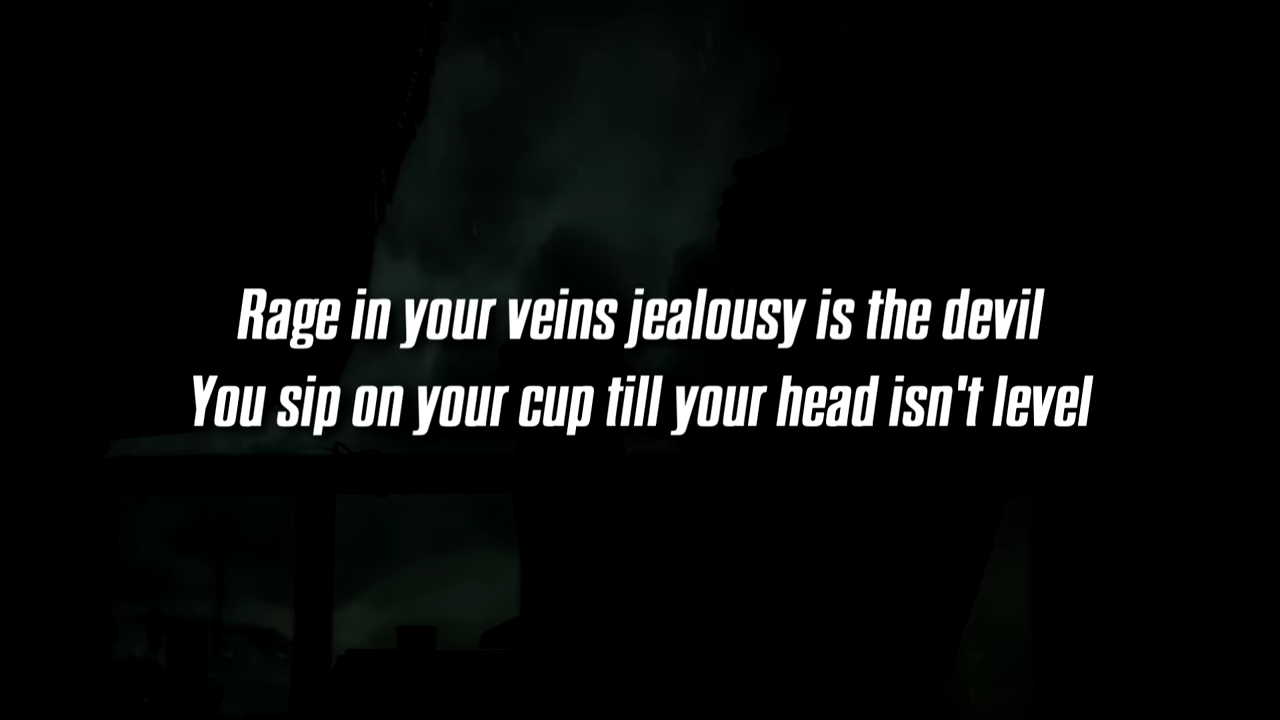 Rage in your veins jealousy is the devil
You sip on your cup till your head isn't level